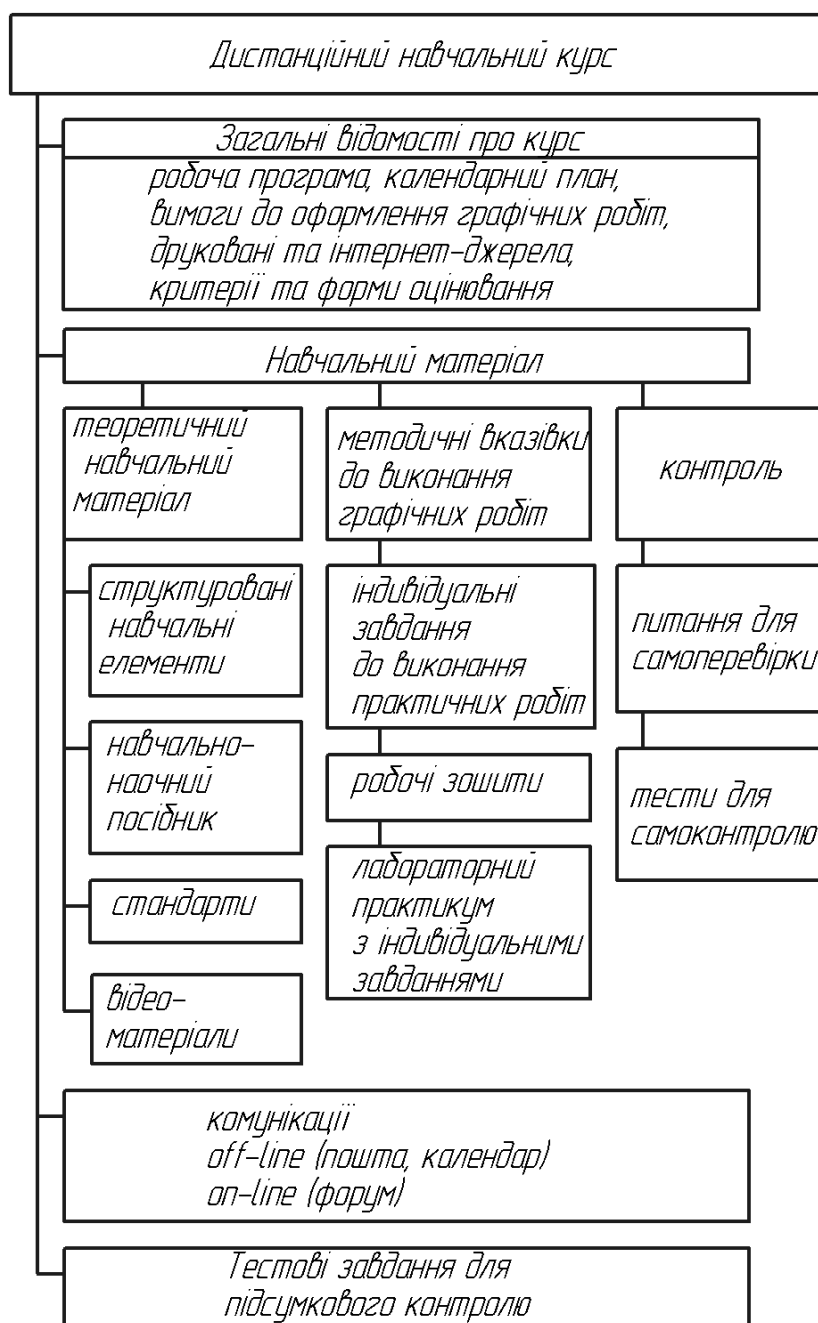 Дистанційний навчальний курс
Загальні відомості про курс
робоча програма, календарний план,
вимоги до оформлення графічних робіт,
друковані та інтернет-джерела,
критерії та форми оцінювання
Навчальний матеріал
теоретичний
навчальний
матеріал
структуровані
навчальні
елементи
навчально-
наочний
посібник
стандарти
відео-
матеріали
методичні вказівки
до виконання
графічних робіт
індивідуальні
завдання
до виконання
практичних робіт
робочі зошити
лабораторний
практикум
з індивідуальними
завданнями
контроль
питання для
самоперевірки
тести для
самоконтролю
комунікації
off-line (пошта, календар)
on-line (форум)
Тестові завдання для
підсумкового контролю